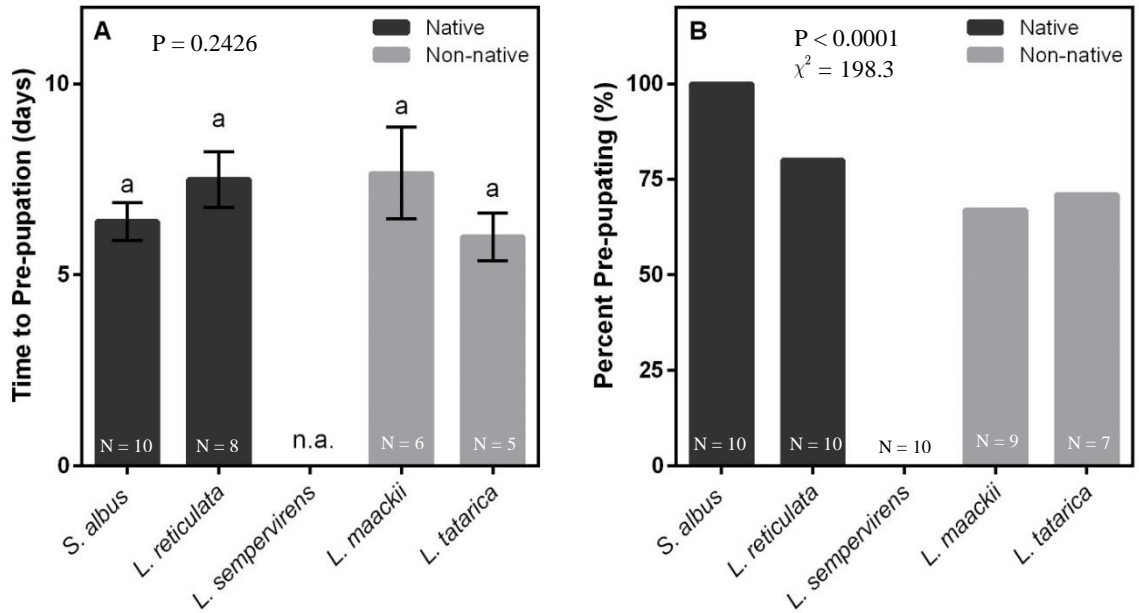 A
P = 0.2426
Native
Non-native
Time to Pre-pupation (days)
10
5
0
a
a
a
a
n.a.
N = 10
N = 8
N = 6
N = 5
S. albus
L. reticulata
L. sempervirens
L. maackii
L. tatarica
B
P < 0.0001
χ² = 198.3
Native
Non-native
Percent Pre-pupating (%)
100
75
50
25
0
N = 10
N = 10
N = 10
N = 9
N = 7
S. albus
L. reticulata
L. sempervirens
L. maackii
L. tatarica